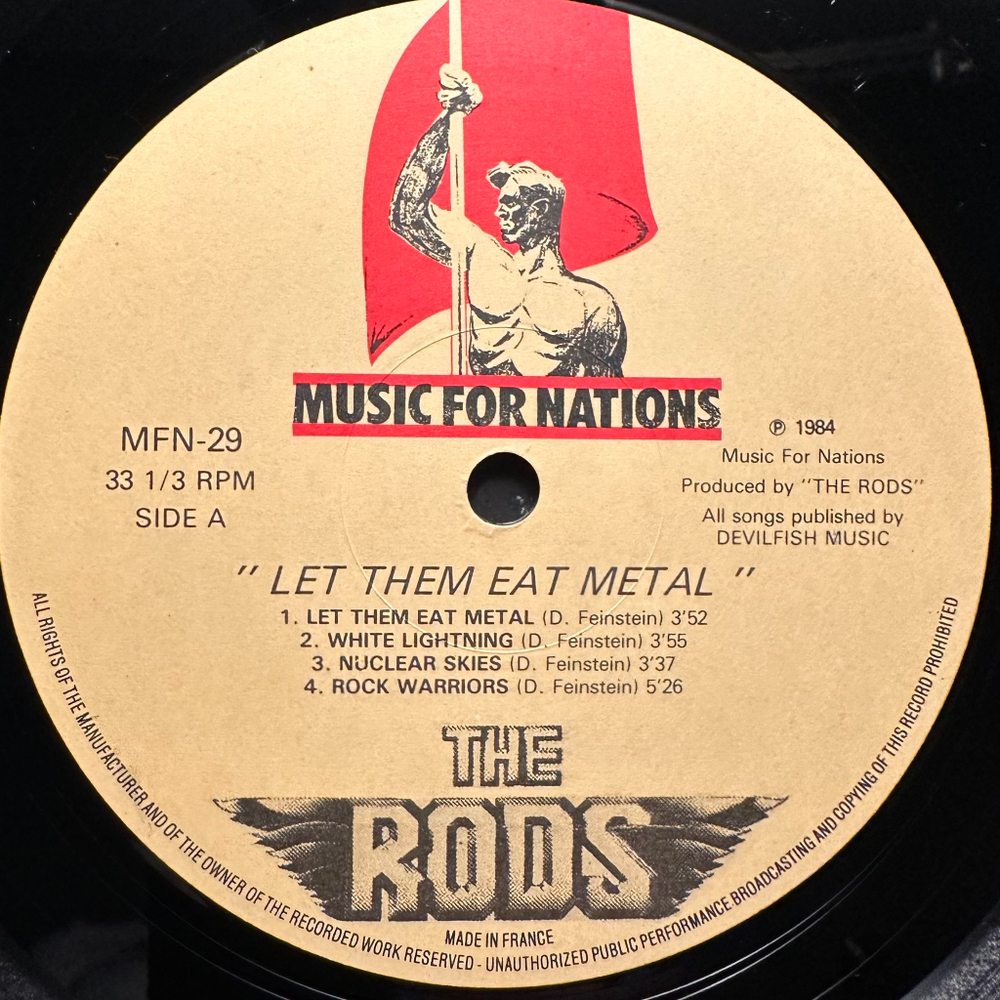 MUSIC FOR NATIONS
MFN-29
33 1/3 RPM
SIDE A
℗ 1984
Music For Nations
Produced by "THE RODS"
All songs published by
DEVILFISH MUSIC
" LET THEM EAT METAL "
1. LET THEM EAT METAL (D. Feinstein) 3'52
2. WHITE LIGHTNING (D. Feinstein) 3'55
3. NUCLEAR SKIES (D. Feinstein) 3'37
4. ROCK WARRIORS (D. Feinstein) 5'26
THE
RODS
MADE IN FRANCE
ALL RIGHTS OF THE MANUFACTURER AND OF THE OWNER OF THE RECORDED WORK RESERVED - UNAUTHORIZED PUBLIC PERFORMANCE BROADCASTING AND COPYING OF THIS RECORD PROHIBITED